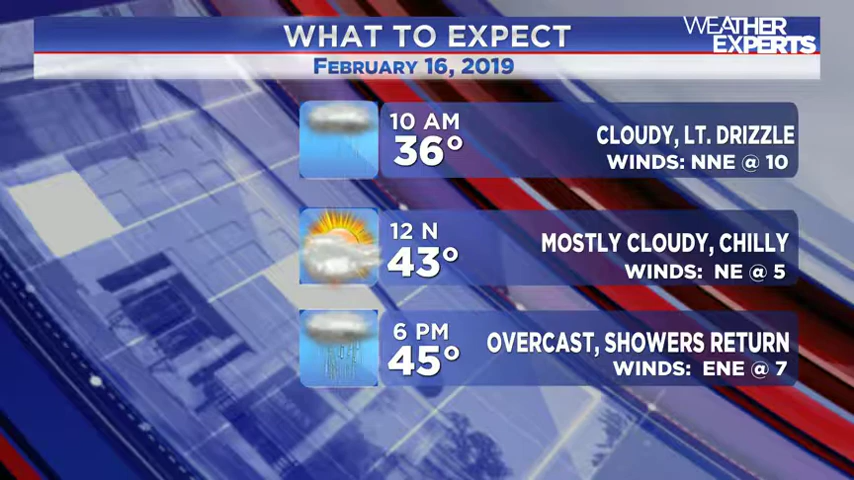 WHAT TO EXPECT
WEATHER
EXPERTS
FEBRUARY 16, 2019
10 AM
36°
CLOUDY, LT. DRIZZLE
WINDS: NNE @ 10
12 N
43°
MOSTLY CLOUDY, CHILLY
WINDS: NE @ 5
6 PM
45°
OVERCAST, SHOWERS RETURN
WINDS: ENE @ 7